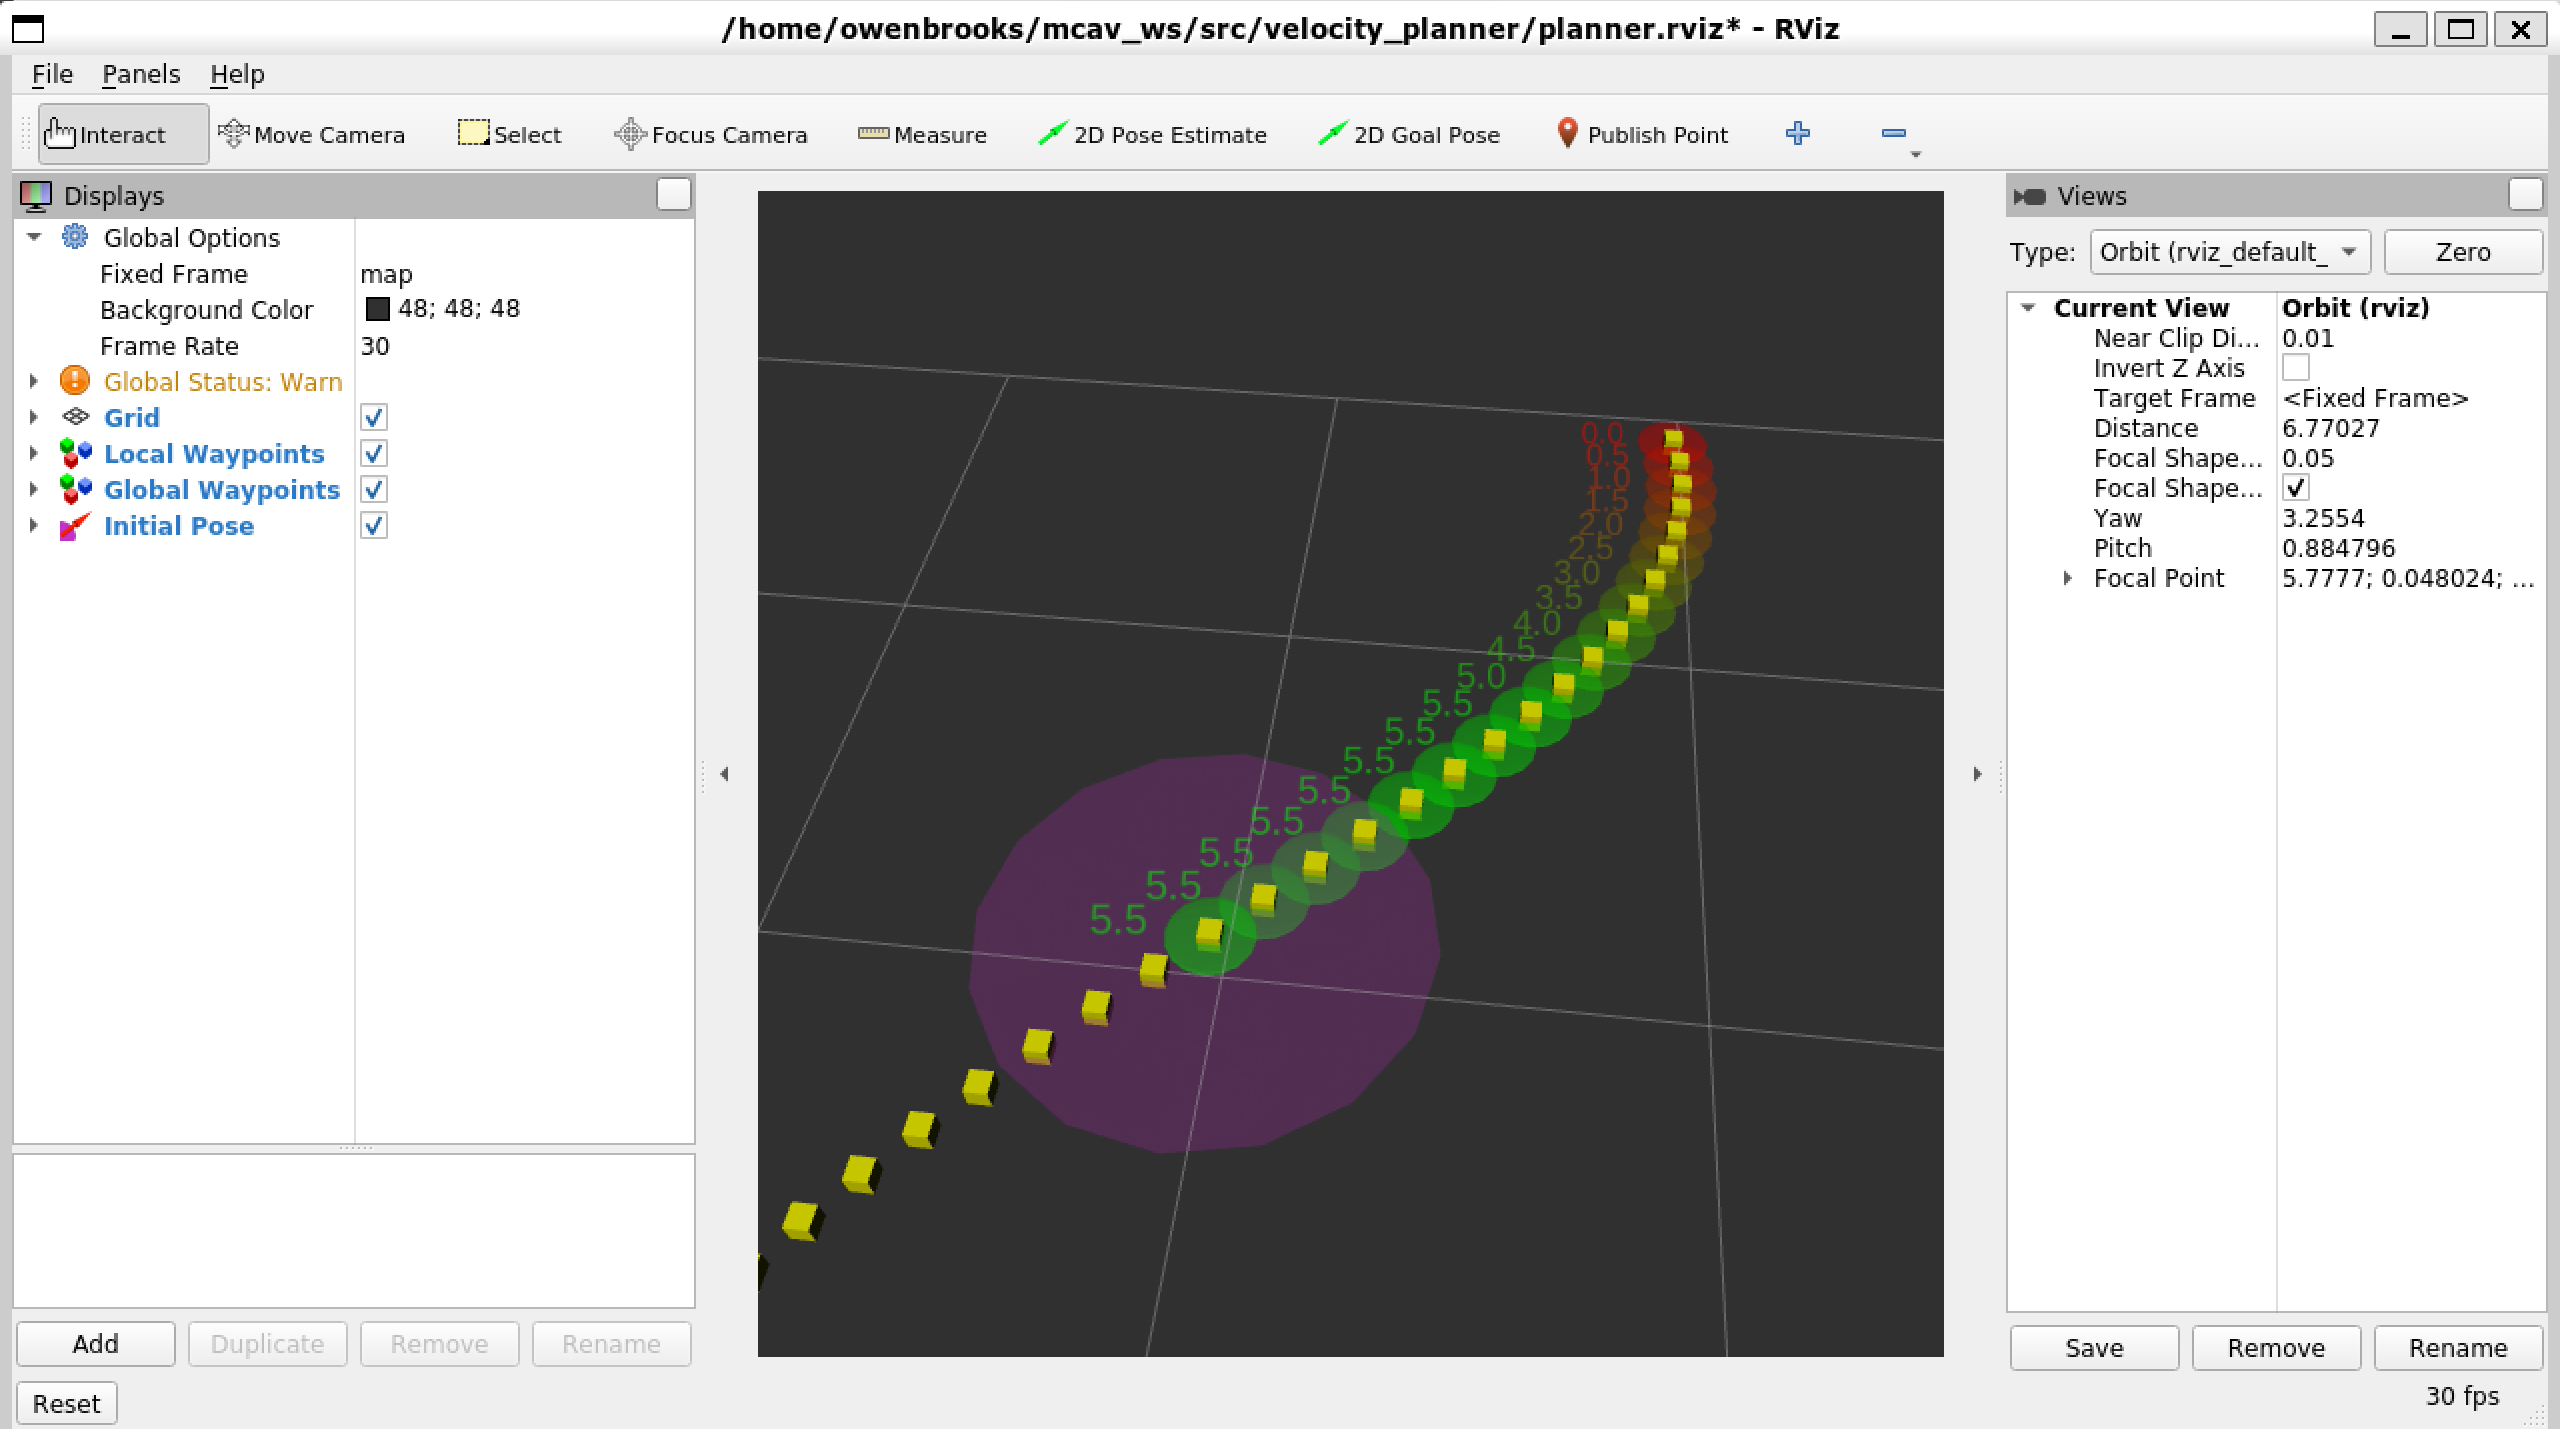 /home/owenbrooks/mcav_ws/src/velocity_planner/planner.rviz* - RViz
File Panels Help
Interact Move Camera Select Focus Camera Measure 2D Pose Estimate 2D Goal Pose Publish Point
Displays
Global Options
Fixed Frame map
Background Color 48; 48; 48
Frame Rate 30
Global Status: Warn
Grid
Local Waypoints
Global Waypoints
Initial Pose
Add Duplicate Remove Rename
Reset
0.0
0.5
1.0
1.5
2.0
2.5
3.0
3.5
4.0
4.5
5.0
5.5
5.5
5.5
5.5
5.5
5.5
5.5
5.5
Views
Type: Orbit (rviz_default_ Zero
Current View Orbit (rviz)
Near Clip Di... 0.01
Invert Z Axis
Target Frame <Fixed Frame>
Distance 6.77027
Focal Shape... 0.05
Focal Shape...
Yaw 3.2554
Pitch 0.884796
Focal Point 5.7777; 0.048024; ...
Save Remove Rename
30 fps